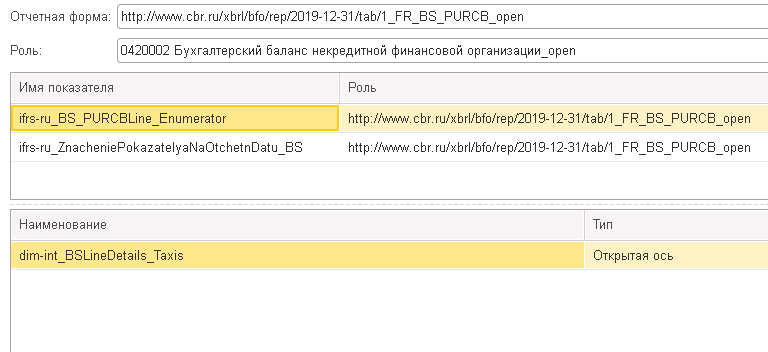 Отчетная форма: http://www.cbr.ru/xbrl/bfo/rep/2019-12-31/tab/1_FR_BS_PURCB_open
Роль: 0420002 Бухгалтерский баланс некредитной финансовой организации_open
Имя показателя Роль
ifrs-ru_BS_PURCBLine_Enumerator http://www.cbr.ru/xbrl/bfo/rep/2019-12-31/tab/1_FR_BS_PURCB_open
ifrs-ru_ZnacheniePokazatelyaNaOtchetnDatu_BS http://www.cbr.ru/xbrl/bfo/rep/2019-12-31/tab/1_FR_BS_PURCB_open
Наименование Тип
dim-int_BSLineDetails_Taxis Открытая ось